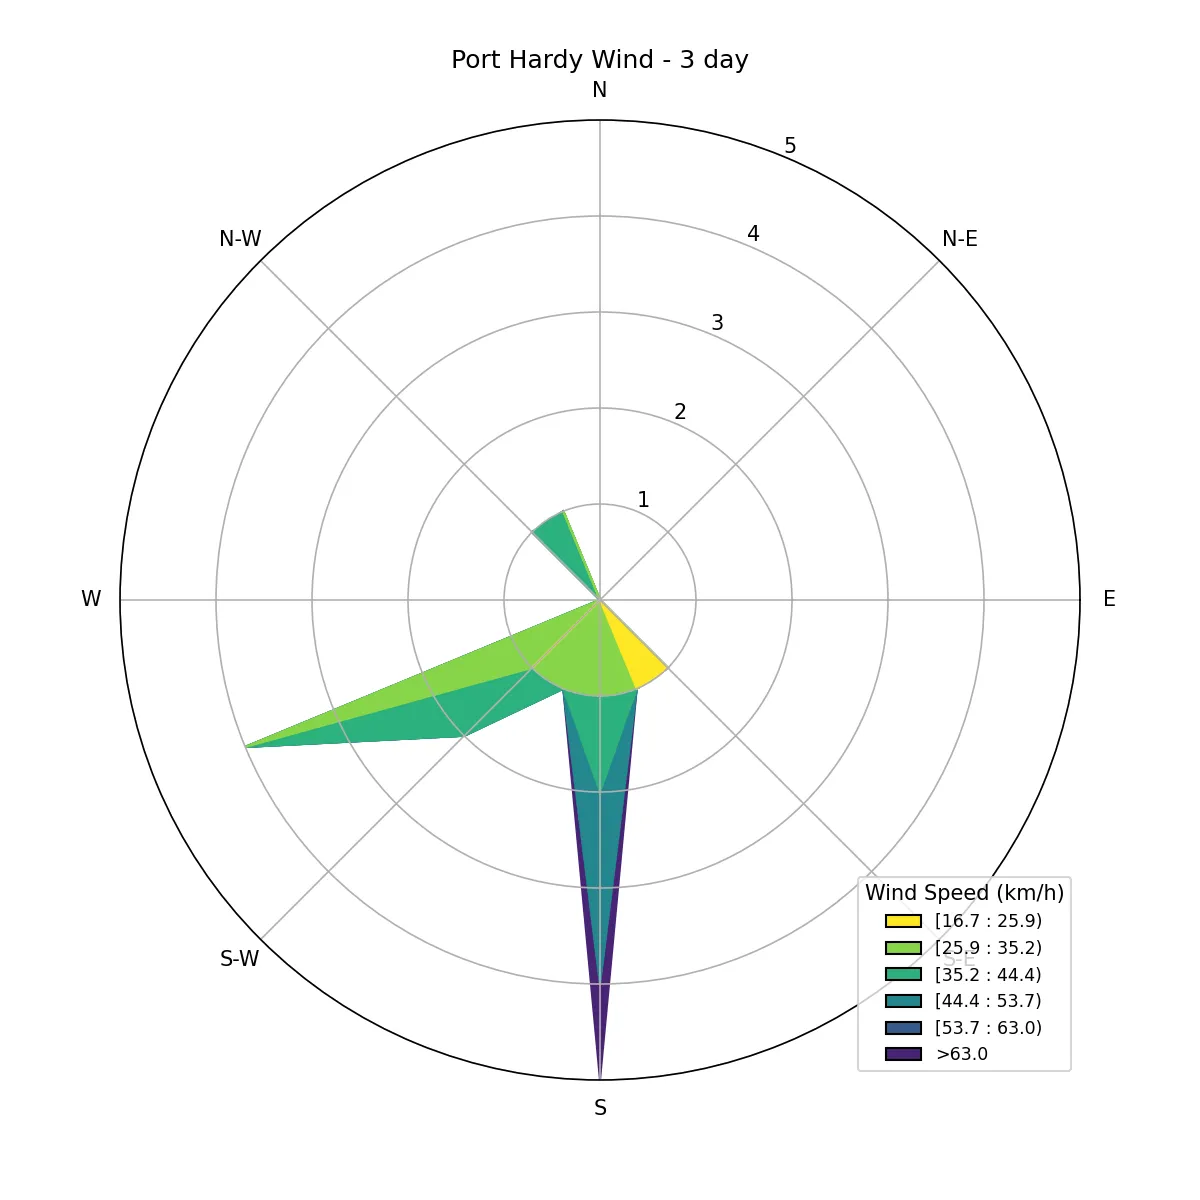 Port Hardy Wind - 3 day
N
5
N-W
N-E
4
3
2
1
W
E
S-W
S-E
S
Wind Speed (km/h)
[16.7 : 25.9)
[25.9 : 35.2)
[35.2 : 44.4)
[44.4 : 53.7)
[53.7 : 63.0)
>63.0